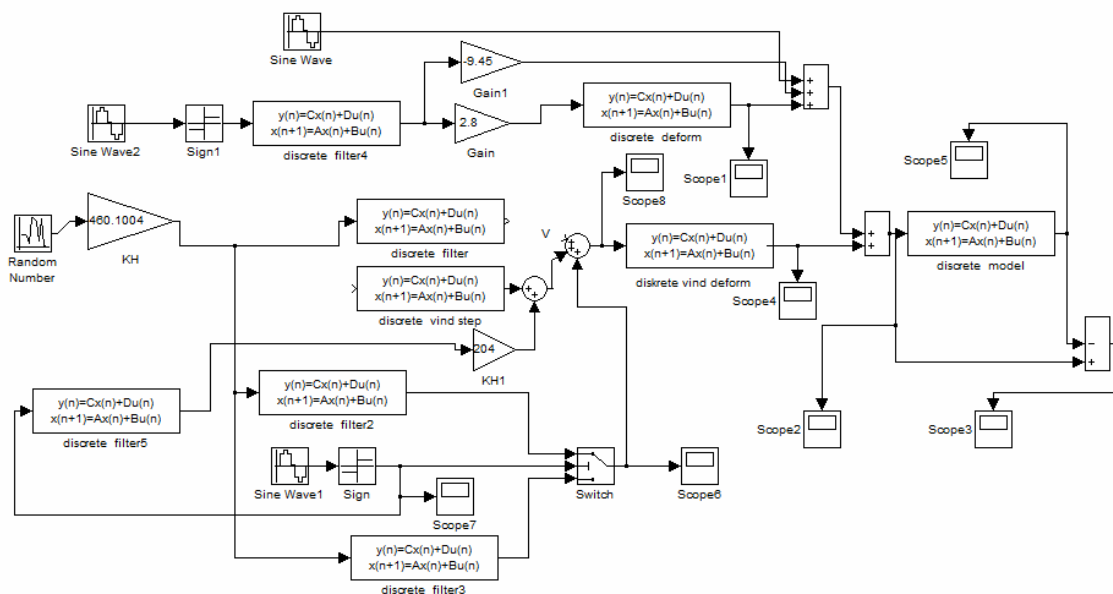 Sine Wave
-9.45
Gain1
y(n)=Cx(n)+Du(n)
x(n+1)=Ax(n)+Bu(n)
discrete deform
+
+
+
Sine Wave2
Sign1
y(n)=Cx(n)+Du(n)
x(n+1)=Ax(n)+Bu(n)
discrete filter4
2.8
Gain
Scope1
Scope5
Scope8
460.1004
KH
Random
Number
y(n)=Cx(n)+Du(n)
x(n+1)=Ax(n)+Bu(n)
discrete filter
V
+
+
y(n)=Cx(n)+Du(n)
x(n+1)=Ax(n)+Bu(n)
diskrete vind deform
+
+
y(n)=Cx(n)+Du(n)
x(n+1)=Ax(n)+Bu(n)
discrete model
y(n)=Cx(n)+Du(n)
x(n+1)=Ax(n)+Bu(n)
discrete vind step
+
+
Scope4
204
KH1
−
+
y(n)=Cx(n)+Du(n)
x(n+1)=Ax(n)+Bu(n)
discrete filter5
y(n)=Cx(n)+Du(n)
x(n+1)=Ax(n)+Bu(n)
discrete filter2
Scope2
Scope3
Sine Wave1
Sign
Scope7
Switch
Scope6
y(n)=Cx(n)+Du(n)
x(n+1)=Ax(n)+Bu(n)
discrete filter3